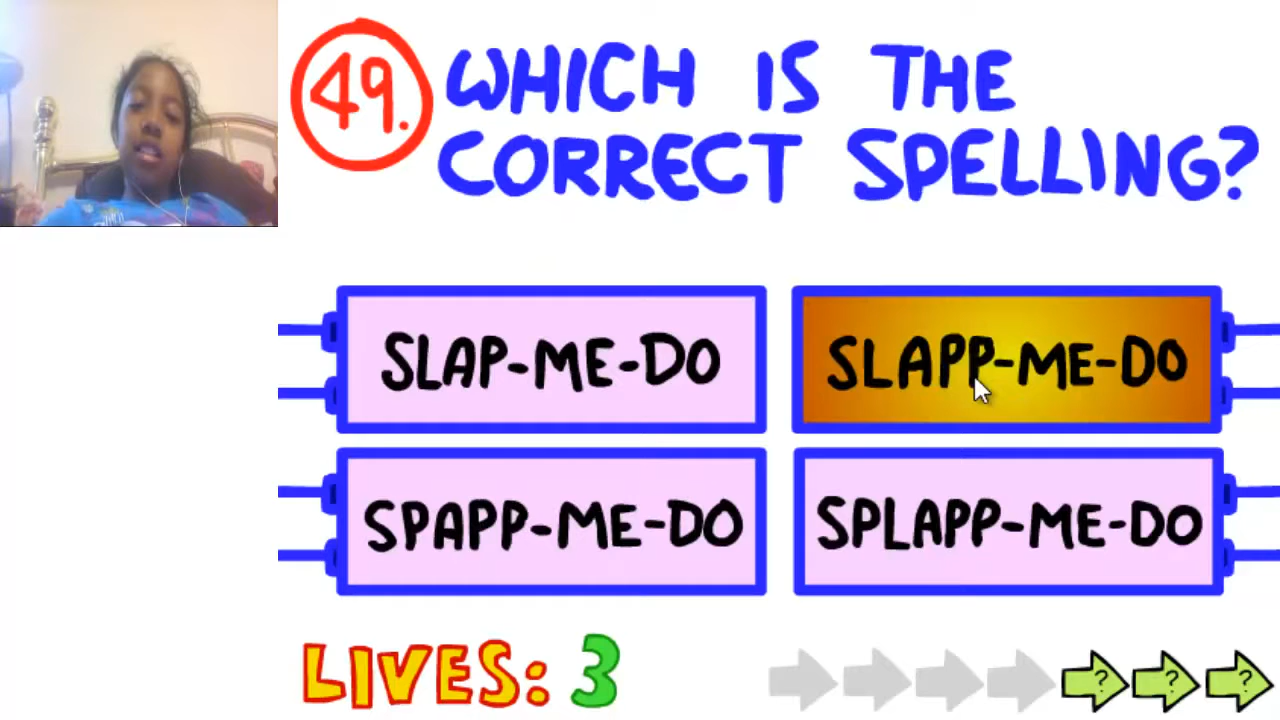 49. WHICH IS THE
CORRECT SPELLING?
SLAP-ME-DO
SLAPP-ME-DO
SPAPP-ME-DO
SPLAPP-ME-DO
LIVES: 3
? ? ?